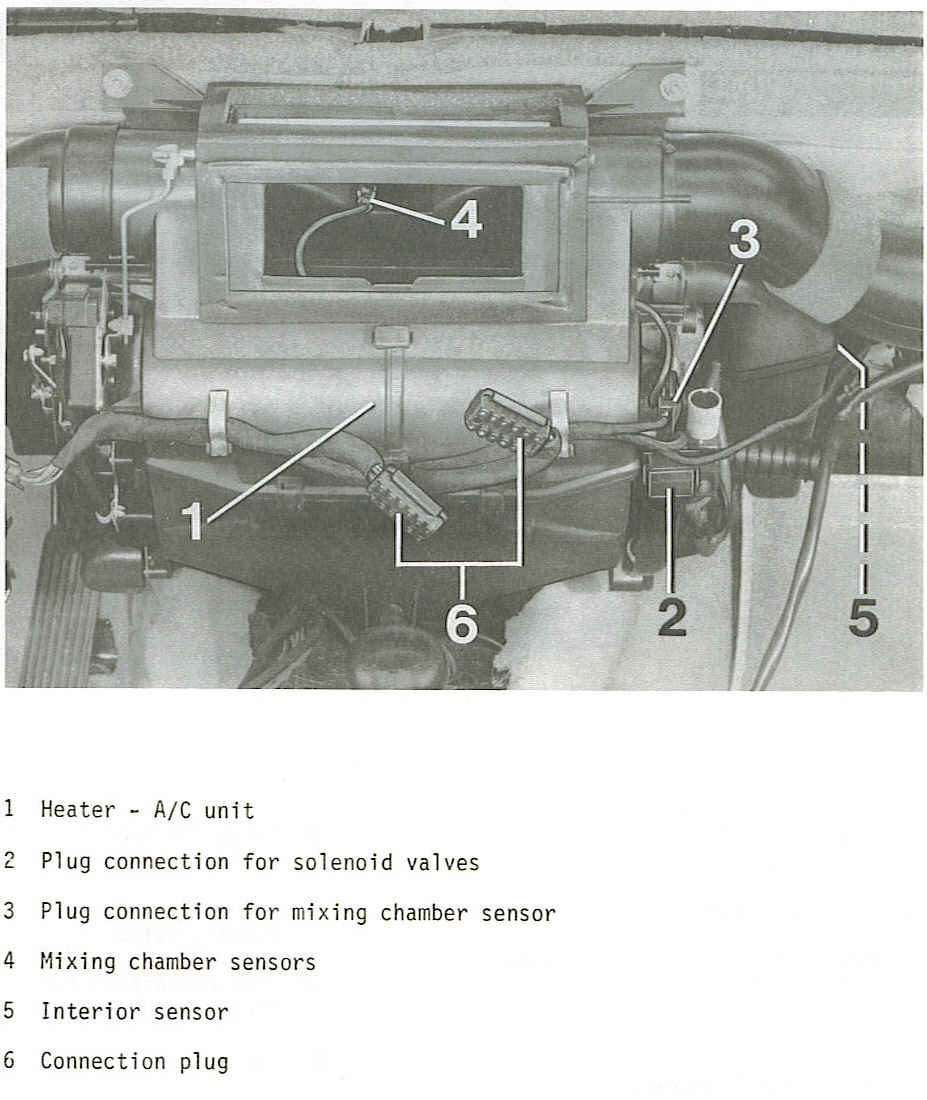 4
3
1
6
2
5
1 Heater - A/C unit
2 Plug connection for solenoid valves
3 Plug connection for mixing chamber sensor
4 Mixing chamber sensors
5 Interior sensor
6 Connection plug